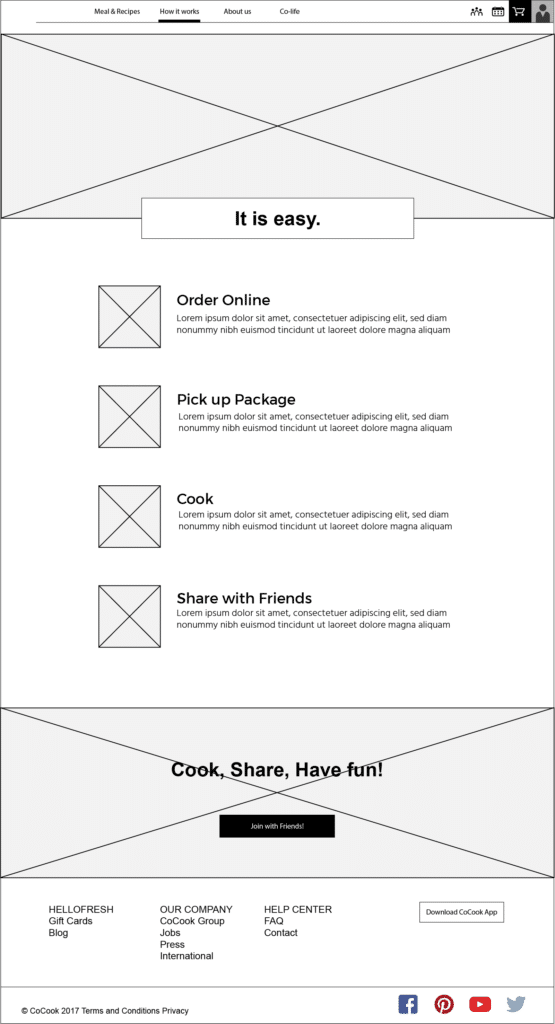 Meal & Recipes How it works About us Co-life
It is easy.
Order Online
Lorem ipsum dolor sit amet, consectetuer adipiscing elit, sed diam
nonummy nibh euismod tincidunt ut laoreet dolore magna aliquam
Pick up Package
Lorem ipsum dolor sit amet, consectetuer adipiscing elit, sed diam
nonummy nibh euismod tincidunt ut laoreet dolore magna aliquam
Cook
Lorem ipsum dolor sit amet, consectetuer adipiscing elit, sed diam
nonummy nibh euismod tincidunt ut laoreet dolore magna aliquam
Share with Friends
Lorem ipsum dolor sit amet, consectetuer adipiscing elit, sed diam
nonummy nibh euismod tincidunt ut laoreet dolore magna aliquam
Cook, Share, Have fun!
Join with Friends!
HELLOFRESH
Gift Cards
Blog
OUR COMPANY
CoCook Group
Jobs
Press
International
HELP CENTER
FAQ
Contact
Download CoCook App
© CoCook 2017 Terms and Conditions Privacy